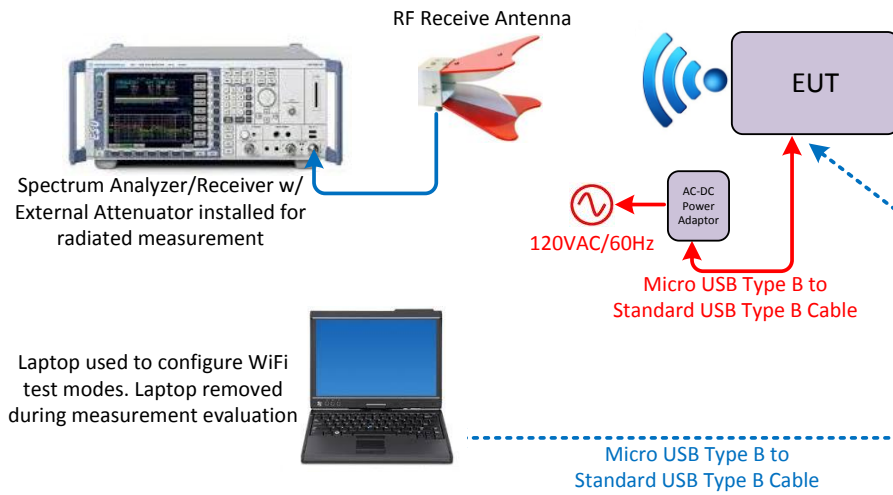 RF Receive Antenna
EUT
Spectrum Analyzer/Receiver w/
External Attenuator installed for
radiated measurement
AC-DC
Power
Adaptor
120VAC/60Hz
Micro USB Type B to
Standard USB Type B Cable
Laptop used to configure WiFi
test modes. Laptop removed
during measurement evaluation
Micro USB Type B to
Standard USB Type B Cable